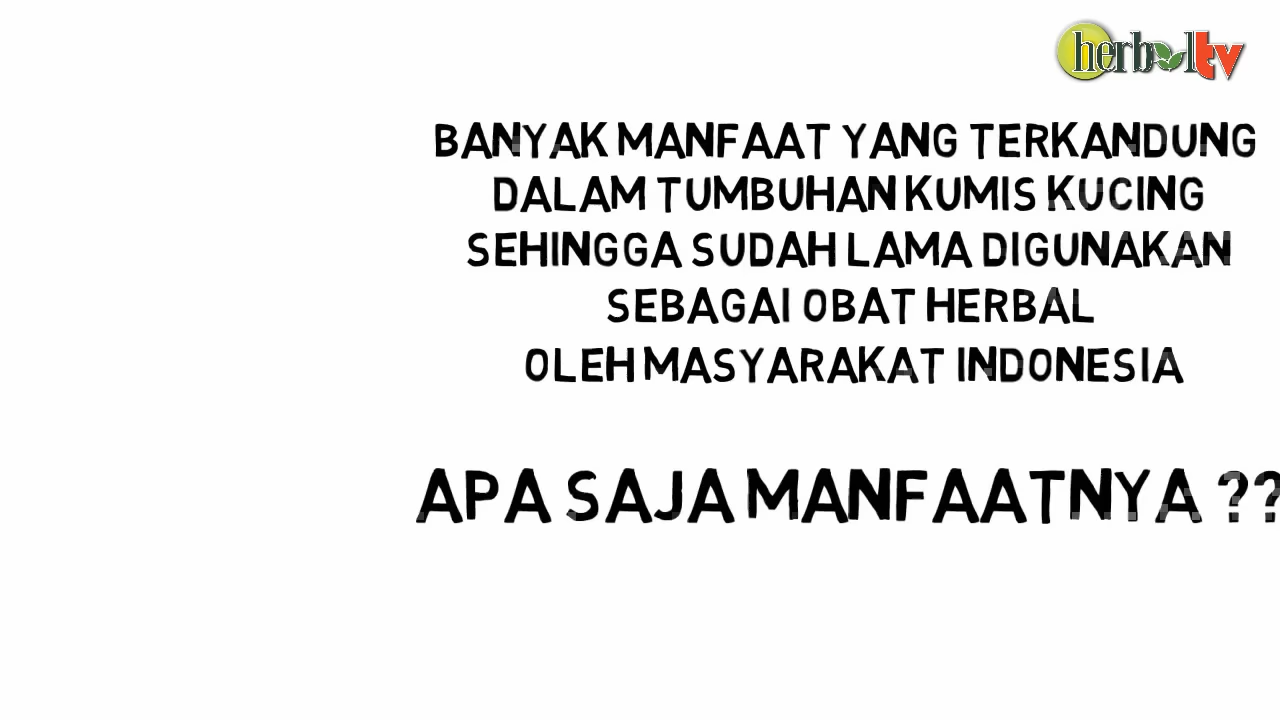 herbal tv
BANYAK MANFAAT YANG TERKANDUNG
DALAM TUMBUHAN KUMIS KUCING
SEHINGGA SUDAH LAMA DIGUNAKAN
SEBAGAI OBAT HERBAL
OLEH MASYARAKAT INDONESIA
APA SAJA MANFAATNYA ??